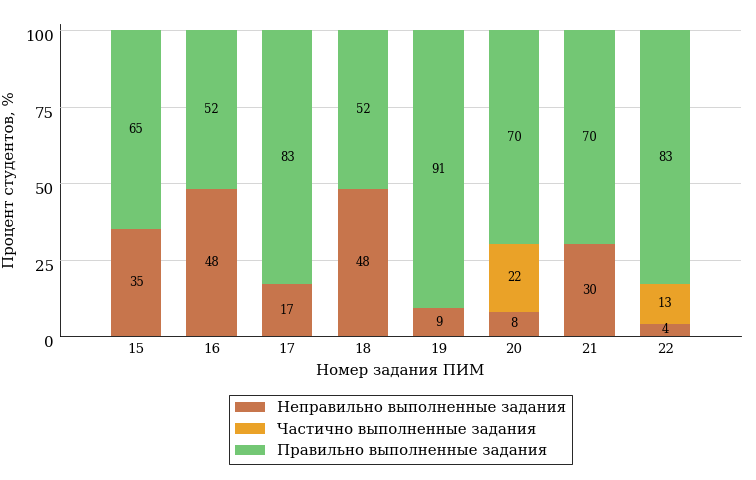 100
75
50
25
0
Процент студентов, %
65 52 83 52 91 70 70 83
22 13
35 48 17 48 9 8 30 4
15 16 17 18 19 20 21 22
Номер задания ПИМ
Неправильно выполненные задания
Частично выполненные задания
Правильно выполненные задания